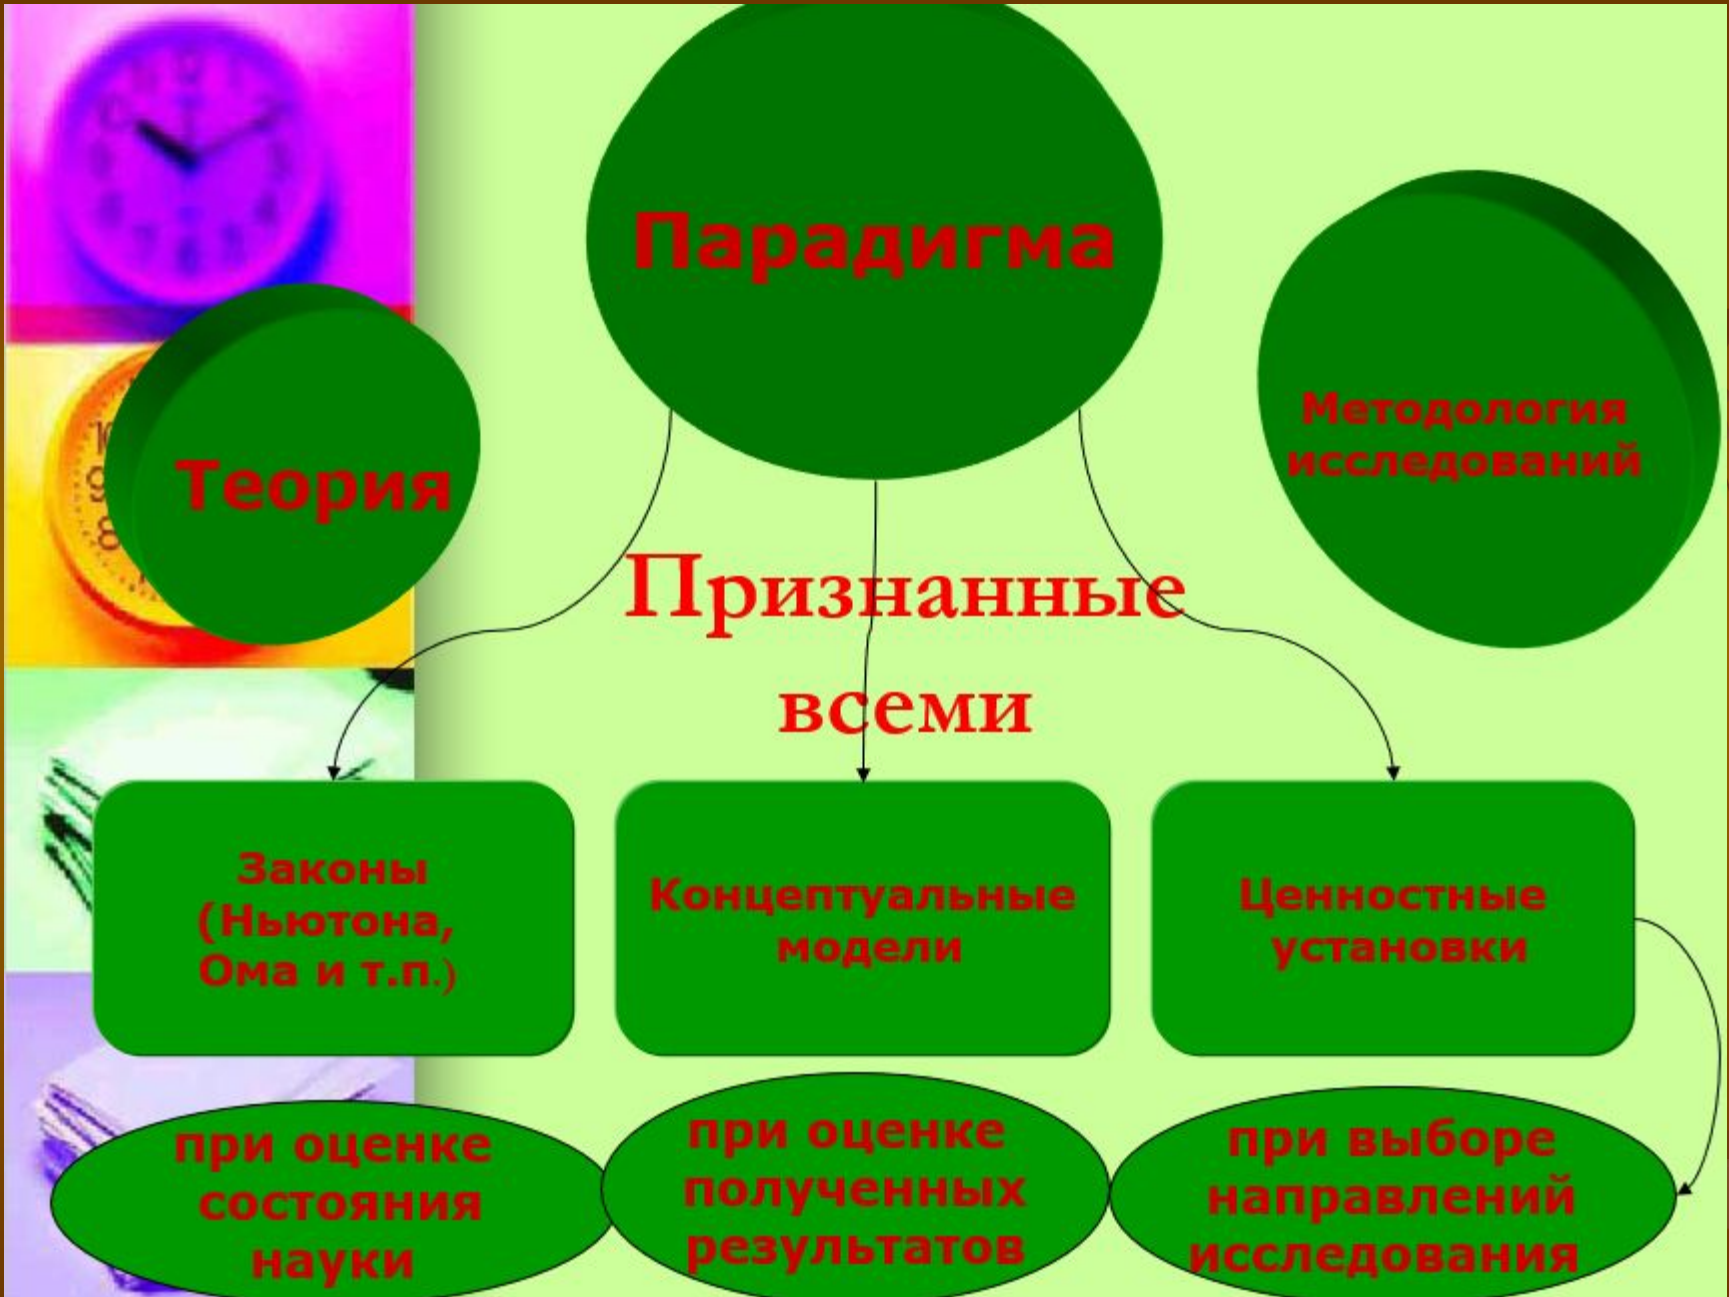 Парадигма
Теория
Методология
исследований
Признанные
всеми
Законы
(Ньютона,
Ома и т.п.)
Концептуальные
модели
Ценностные
установки
при оценке
состояния
науки
при оценке
полученных
результатов
при выборе
направлений
исследования